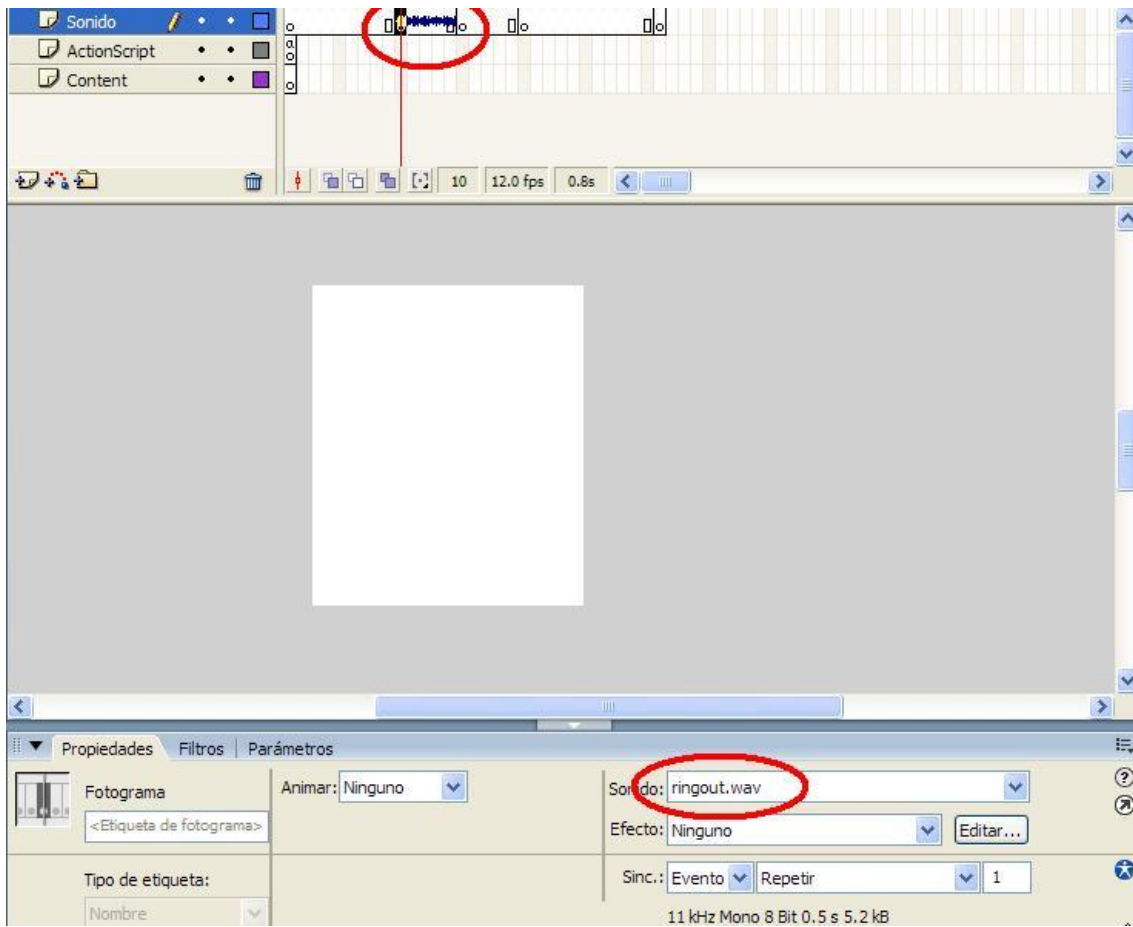 Sonido
ActionScript
Content
10 12.0 fps 0.8s
Propiedades Filtros Parámetros
Fotograma
<Etiqueta de fotograma>
Tipo de etiqueta:
Nombre
Animar: Ninguno
Sonido: ringout.wav
Efecto: Ninguno Editar...
Sinc.: Evento Repetir 1
11 kHz Mono 8 Bit 0.5 s 5.2 kB